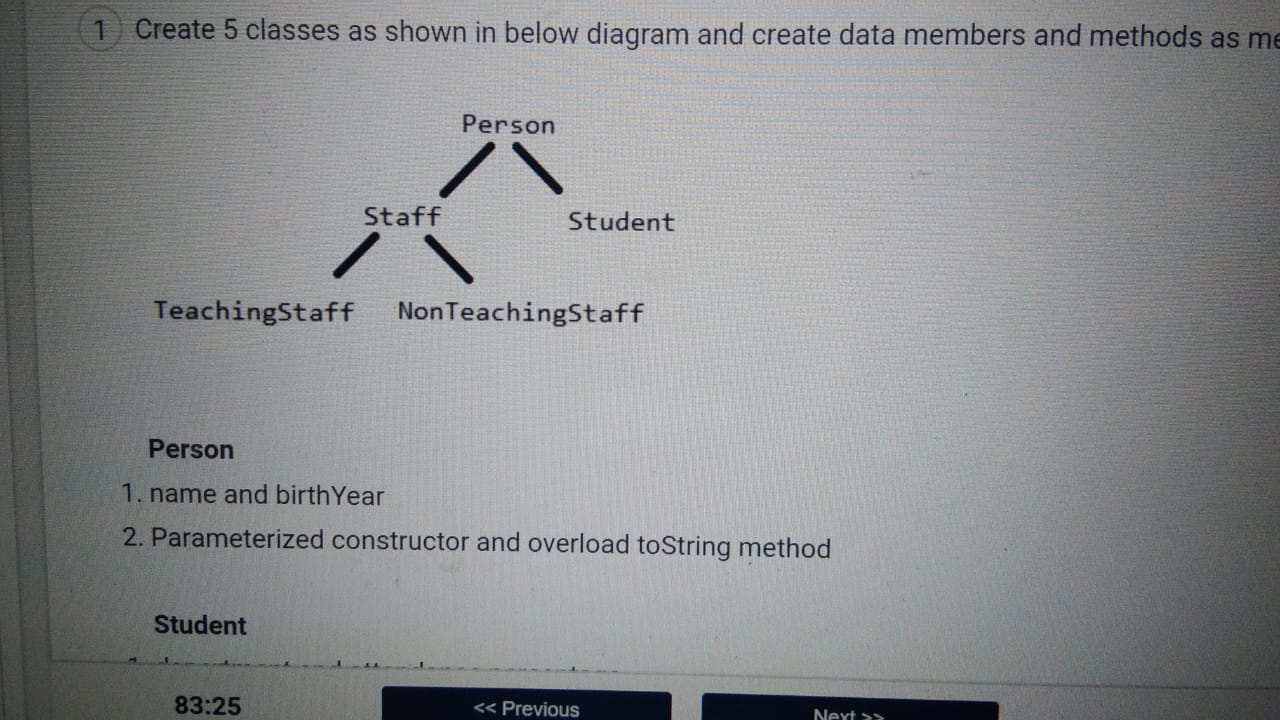 1 Create 5 classes as shown in below diagram and create data members and methods as
Person
Staff Student
TeachingStaff NonTeachingStaff
Person
1. name and birthYear
2. Parameterized constructor and overload toString method
Student
83:25 << Previous Next >>